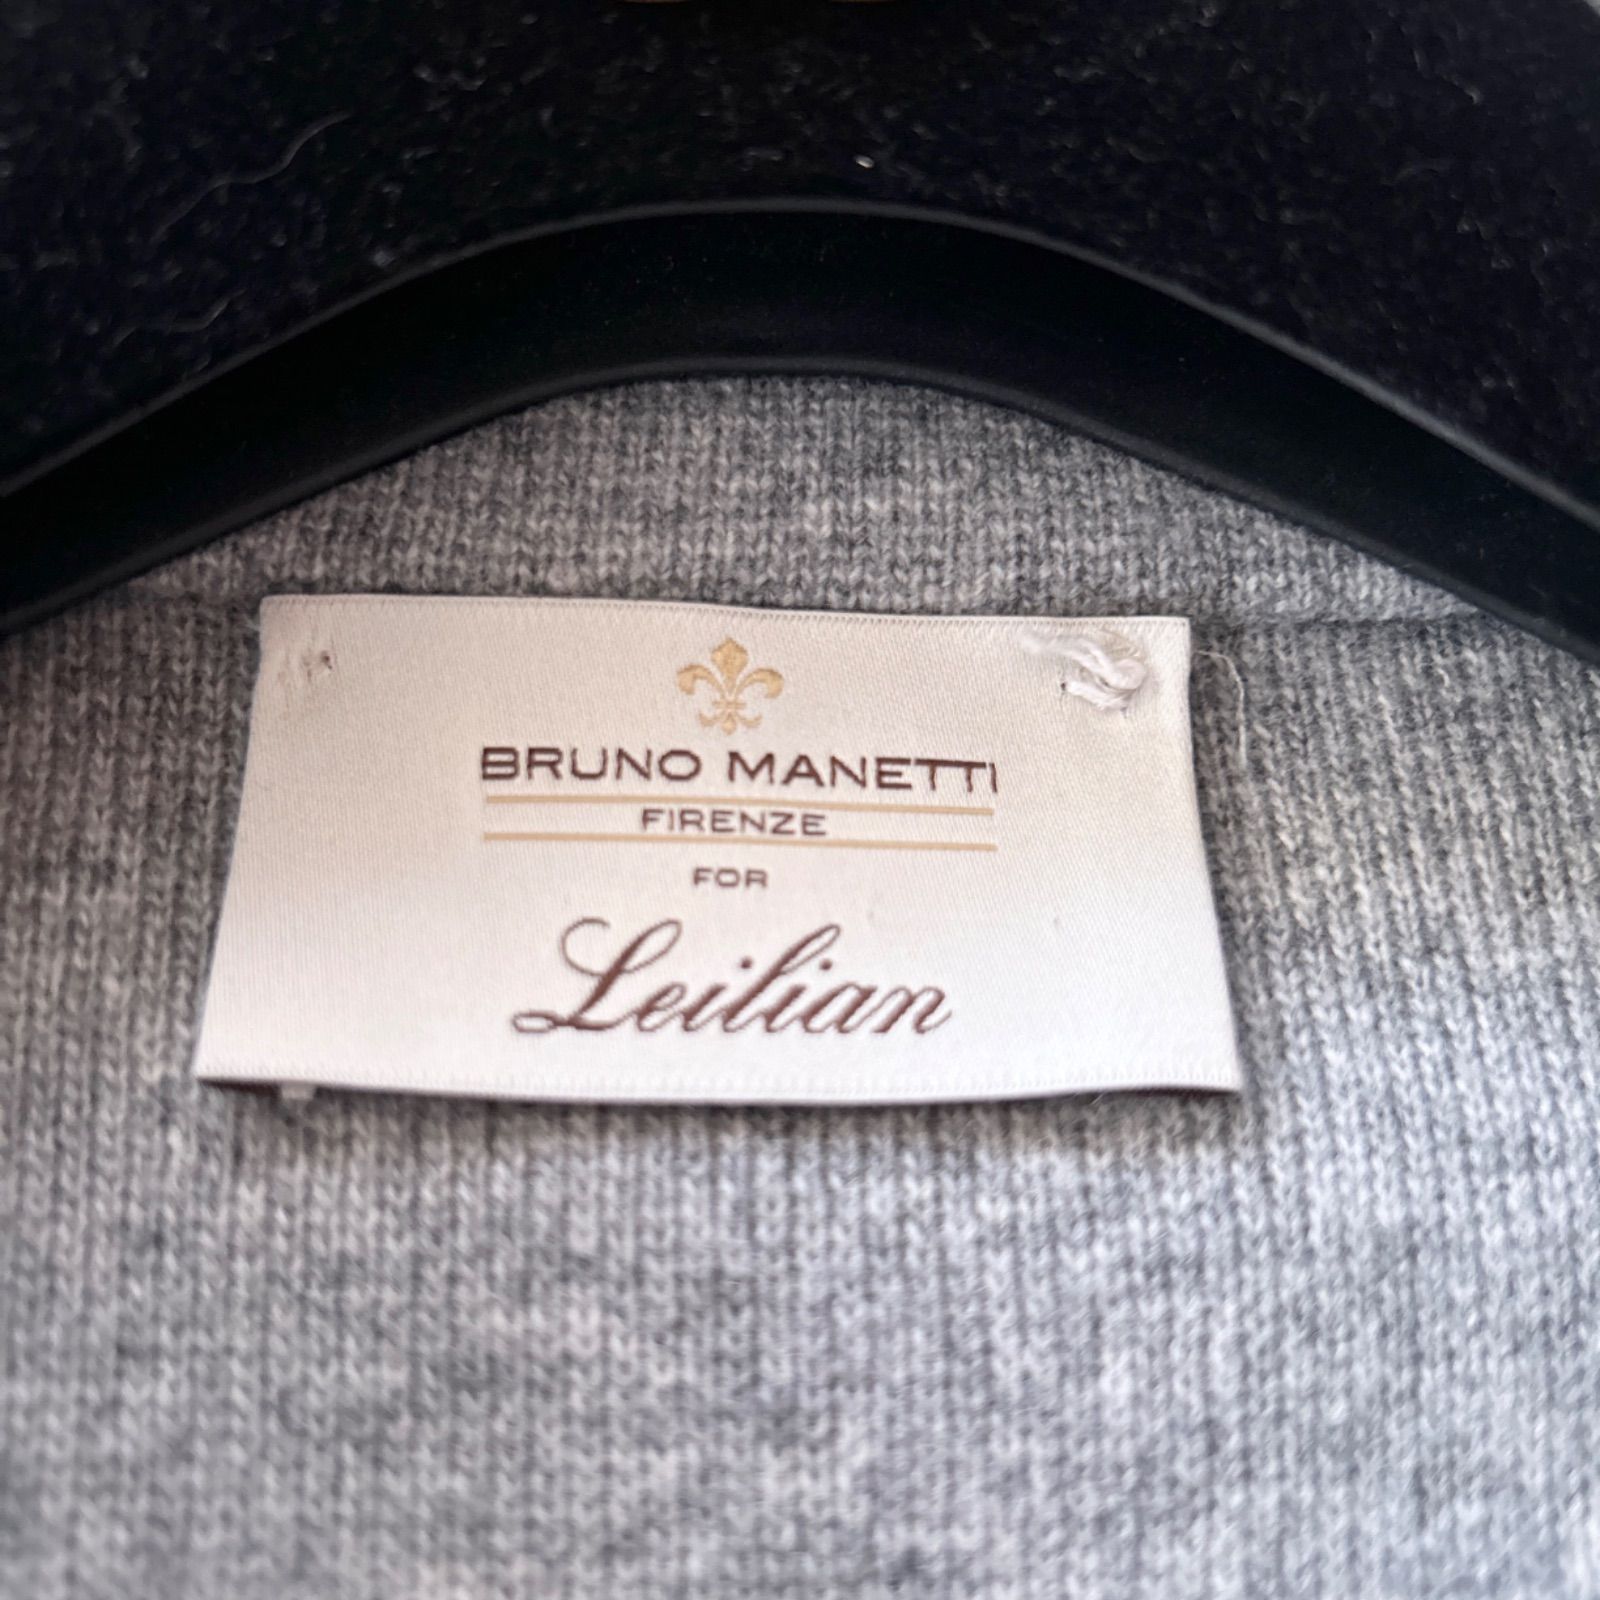 BRUNO MANETTI
FIRENZE
FOR
Leilian